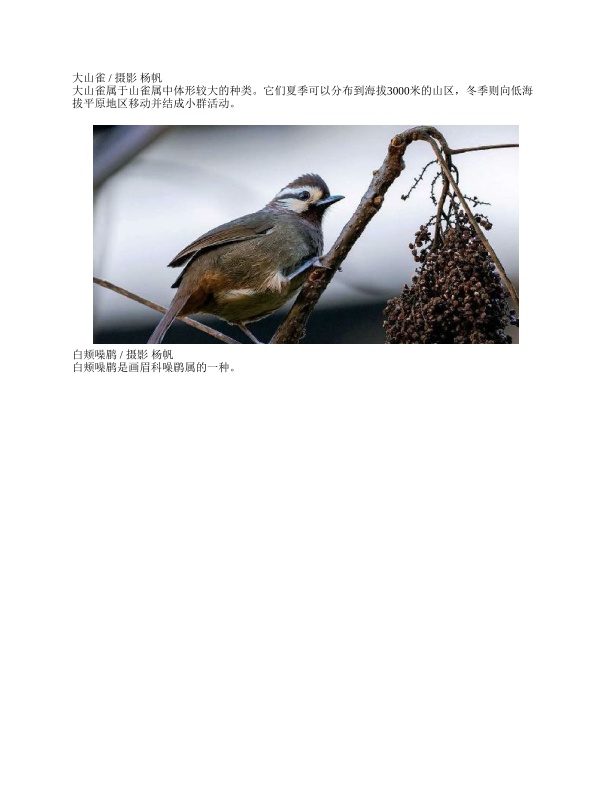 大山雀 / 摄影 杨帆
大山雀属于山雀属中体形较大的种类。它们夏季可以分布到海拔3000米的山区，冬季则向低海
拔平原地区移动并结成小群活动。
白颊噪鹛 / 摄影 杨帆
白颊噪鹛是画眉科噪鹛属的一种。